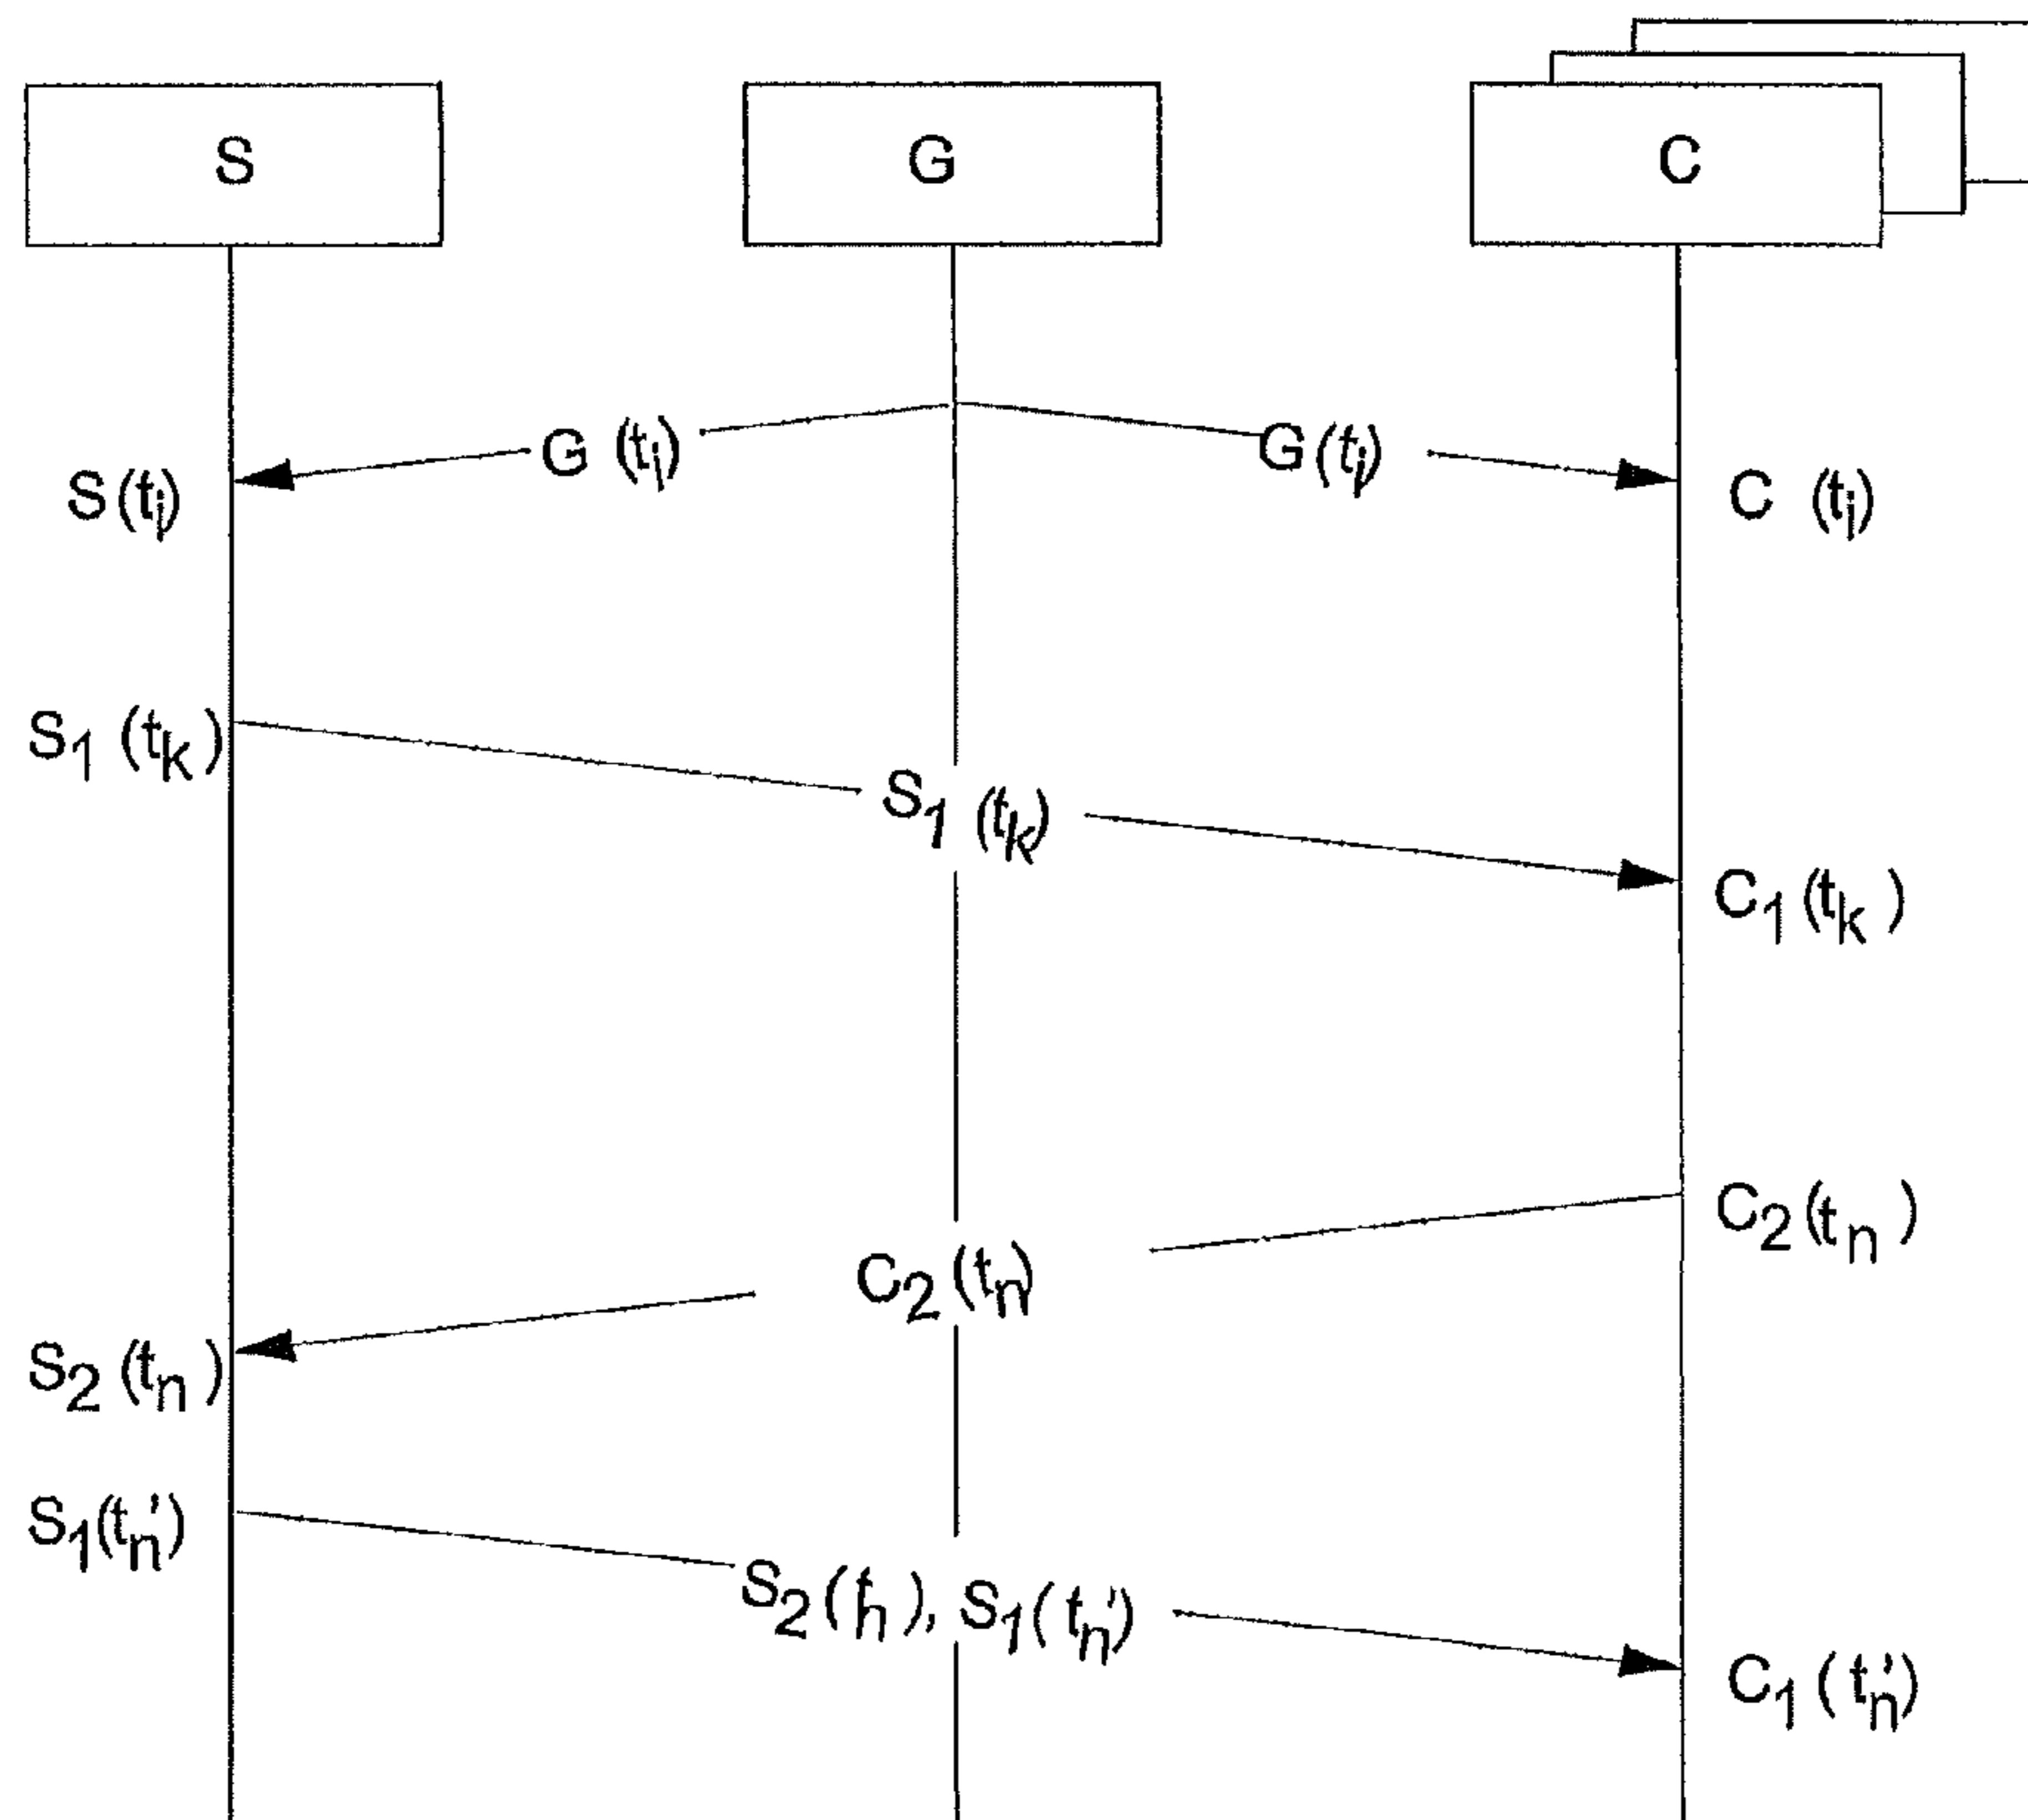 S G C
G (tj) G(tj)
S(tj) C (tj)
S1 (tk)
S1 (tk)
C1(tk)
C2(tn)
C2(tn)
S2(tn)
S1(tn')
S2(tn), S1(tn')
C1(tn')